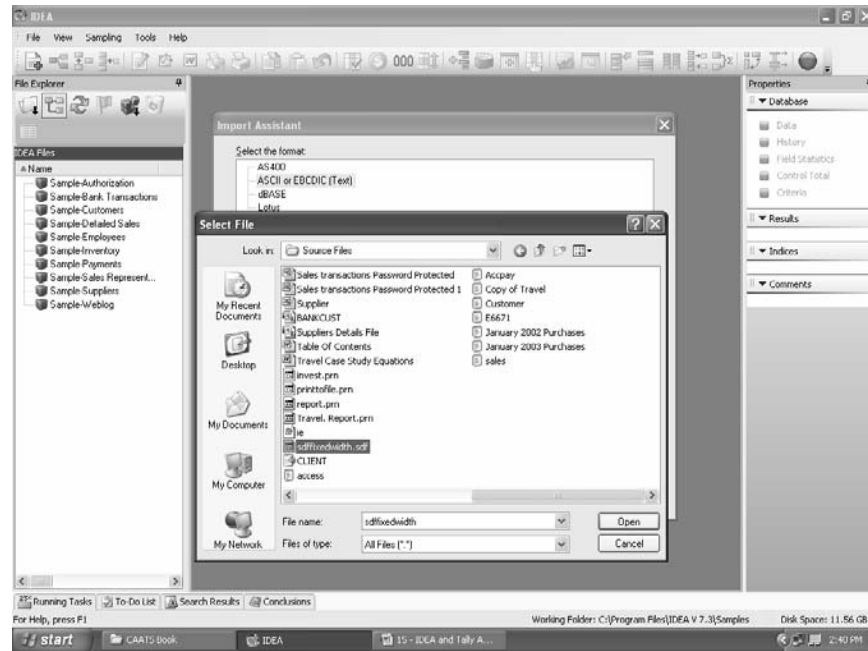 IDEA
File View Sampling Tools Help
000
File Explorer
IDEA Files
Name
Sample-Authorization
Sample-Bank Transactions
Sample-Customers
Sample-Detailed Sales
Sample-Employees
Sample-Inventory
Sample-Payments
Sample-Sales Represent...
Sample-Suppliers
Sample-Weblog
Import Assistant
Select the format:
AS400
ASCII or EBCDIC (Text)
dBASE
Lotus
Select File
Look in: Source Files
My Recent Documents
Desktop
My Documents
My Computer
My Network
Sales transactions Password Protected
Sales transactions Password Protected 1
Supplier
BANKCUST
Suppliers Details File
Table Of Contents
Travel Case Study Equations
invest.prn
printtofile.prn
report.prn
Travel. Report.prn
ie
sdffixedwidth.sdf
CLIENT
access
Accpay
Copy of Travel
Customer
E6671
January 2002 Purchases
January 2003 Purchases
sales
File name: sdffixedwidth Open
Files of type: All Files (*.*) Cancel
Properties
Database
Data
History
Field Statistics
Control Total
Criteria
Results
Indices
Comments
Running Tasks To-Do List Search Results Conclusions
For Help, press F1 Working Folder: C:\Program Files\IDEA V 7.3\Samples Disk Space: 11.56 GB
start CAATS Book IDEA 15 - IDEA and Tally A... 2:40 PM